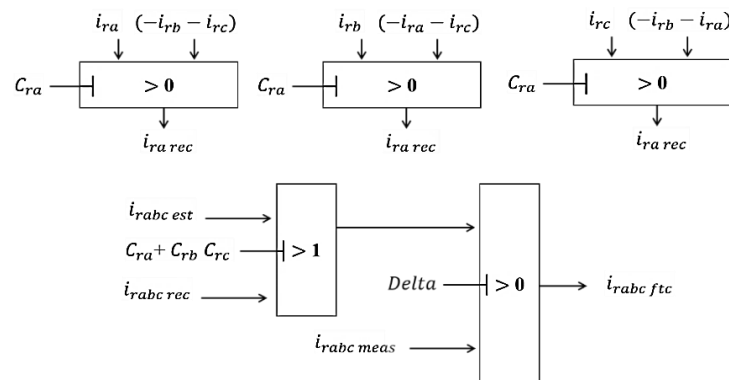 i_ra (-i_rb - i_rc) i_rb (-i_ra - i_rc) i_rc (-i_rb - i_ra)
C_ra > 0 C_ra > 0 C_ra > 0
i_ra rec i_ra rec i_ra rec
i_rabc est
C_ra + C_rb C_rc > 1
i_rabc rec
Delta > 0 i_rabc ftc
i_rabc meas